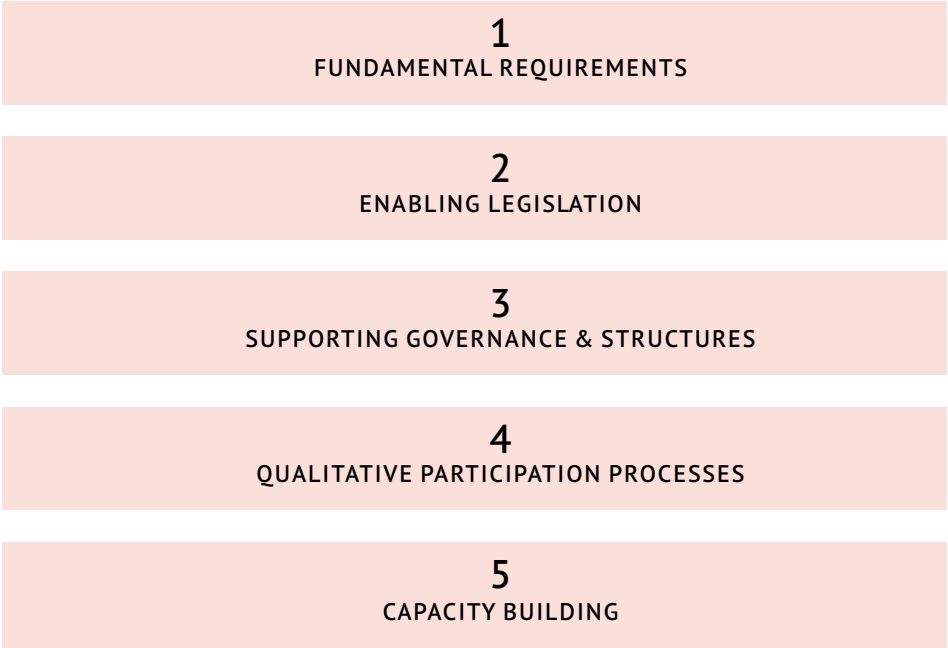 1
FUNDAMENTAL REQUIREMENTS
2
ENABLING LEGISLATION
3
SUPPORTING GOVERNANCE & STRUCTURES
4
QUALITATIVE PARTICIPATION PROCESSES
5
CAPACITY BUILDING